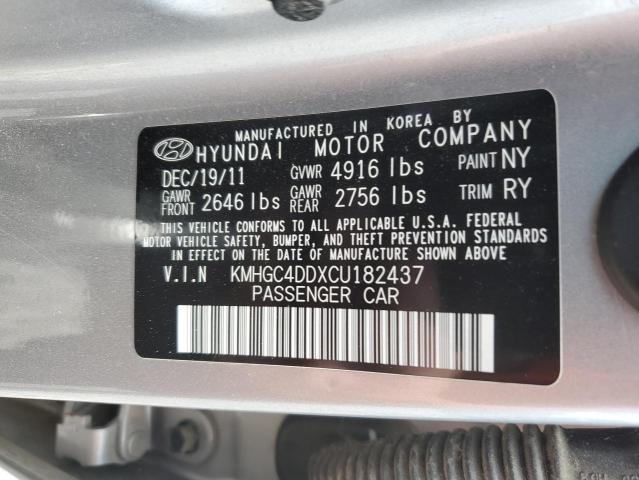 MANUFACTURED IN KOREA BY
HYUNDAI MOTOR COMPANY
DEC/19/11 GVWR 4916 lbs PAINT NY
GAWR FRONT 2646 lbs GAWR REAR 2756 lbs TRIM RY
THIS VEHICLE CONFORMS TO ALL APPLICABLE U.S.A. FEDERAL
MOTOR VEHICLE SAFETY, BUMPER, AND THEFT PREVENTION STANDARDS
IN EFFECT ON THE DATE OF MANUFACTURE SHOWN ABOVE
V.I.N KMHGC4DDXCU182437
PASSENGER CAR